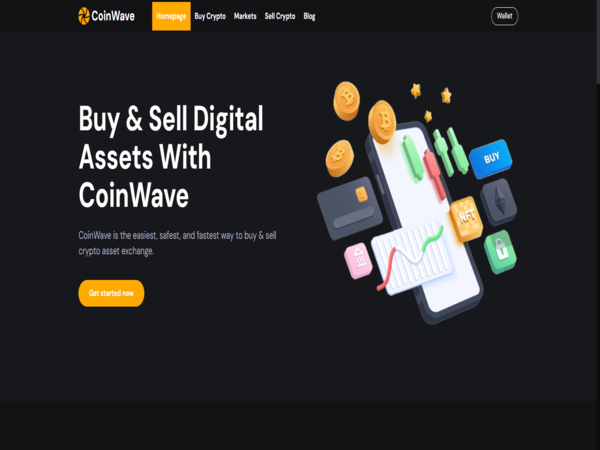 CoinWave
Homepage Buy Crypto Markets Sell Crypto Blog
Wallet
Buy & Sell Digital
Assets With
CoinWave
CoinWave is the easiest, safest, and fastest way to buy & sell
crypto asset exchange.
Get started now
BUY
NFT